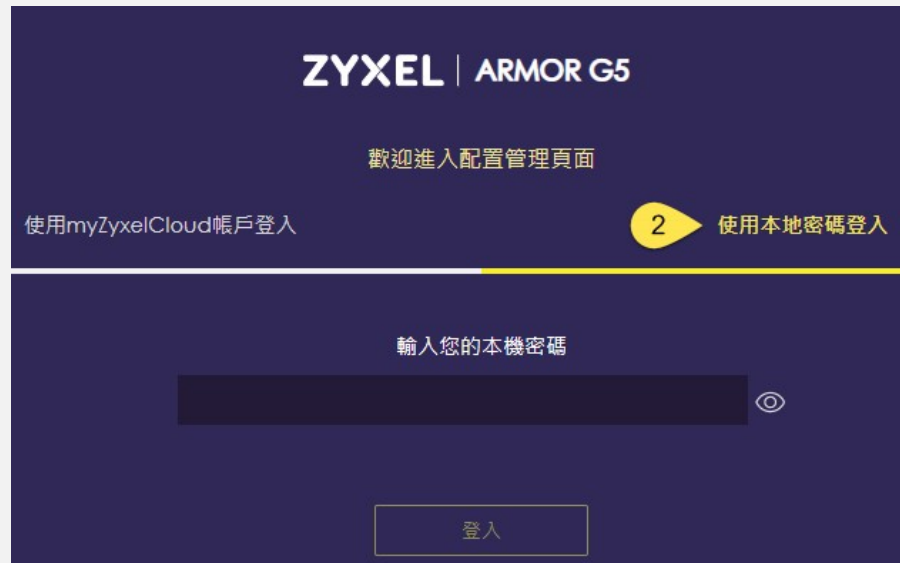 ZYXEL | ARMOR G5
歡迎進入配置管理頁面
使用myZyxelCloud帳戶登入
2 使用本地密碼登入
輸入您的本機密碼
登入